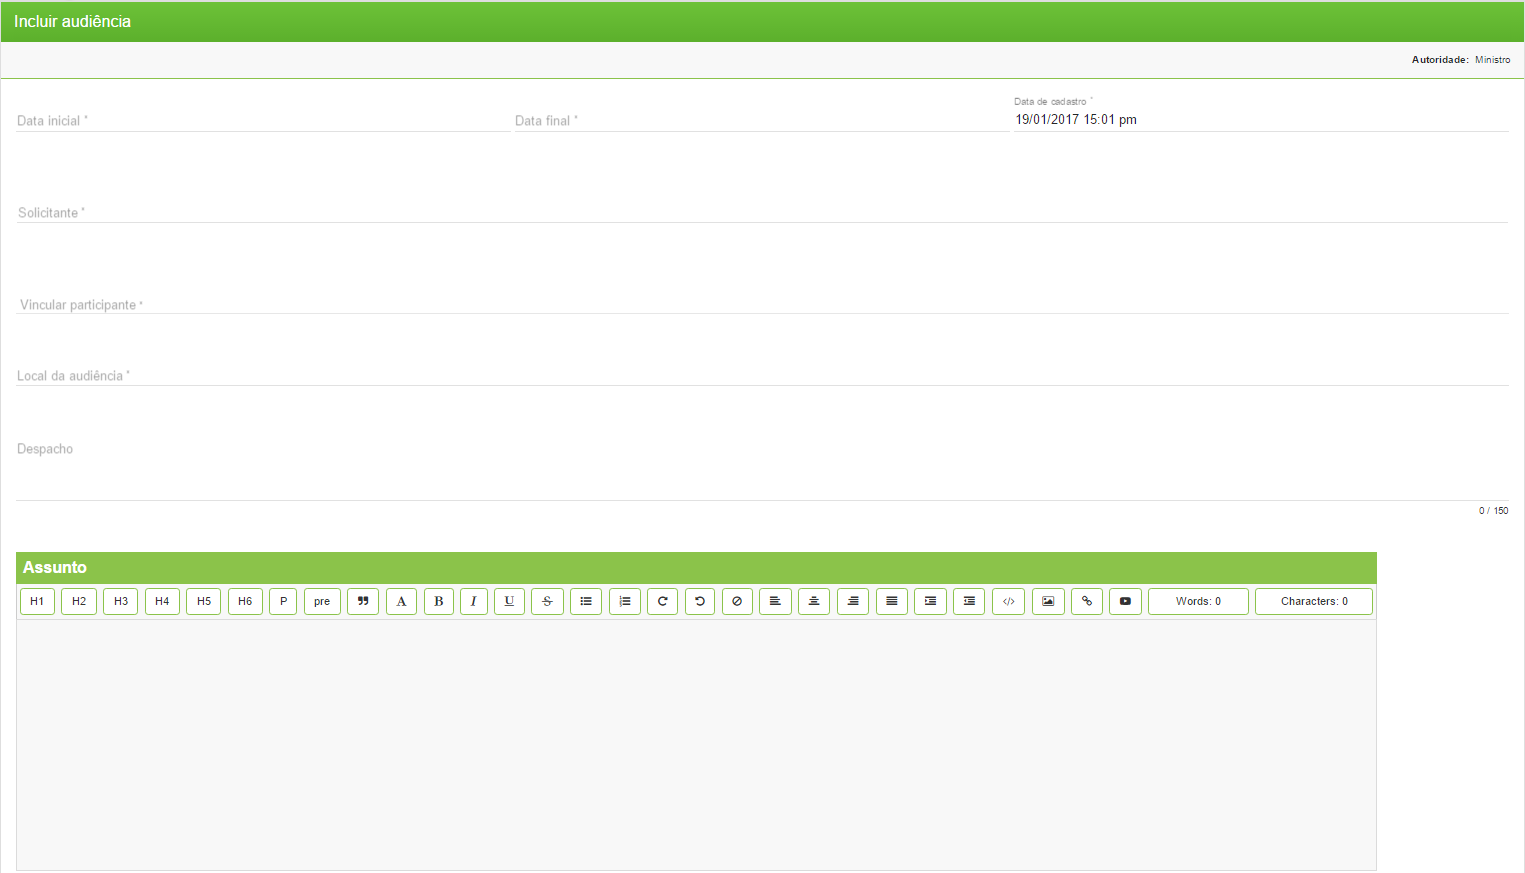 Incluir audiência
Autoridade: Ministro
Data de cadastro *
Data inicial * Data final * 19/01/2017 15:01 pm
Solicitante *
Vincular participante *
Local da audiência *
Despacho
0 / 150
Assunto
H1 H2 H3 H4 H5 H6 P pre A B I U S Words: 0 Characters: 0